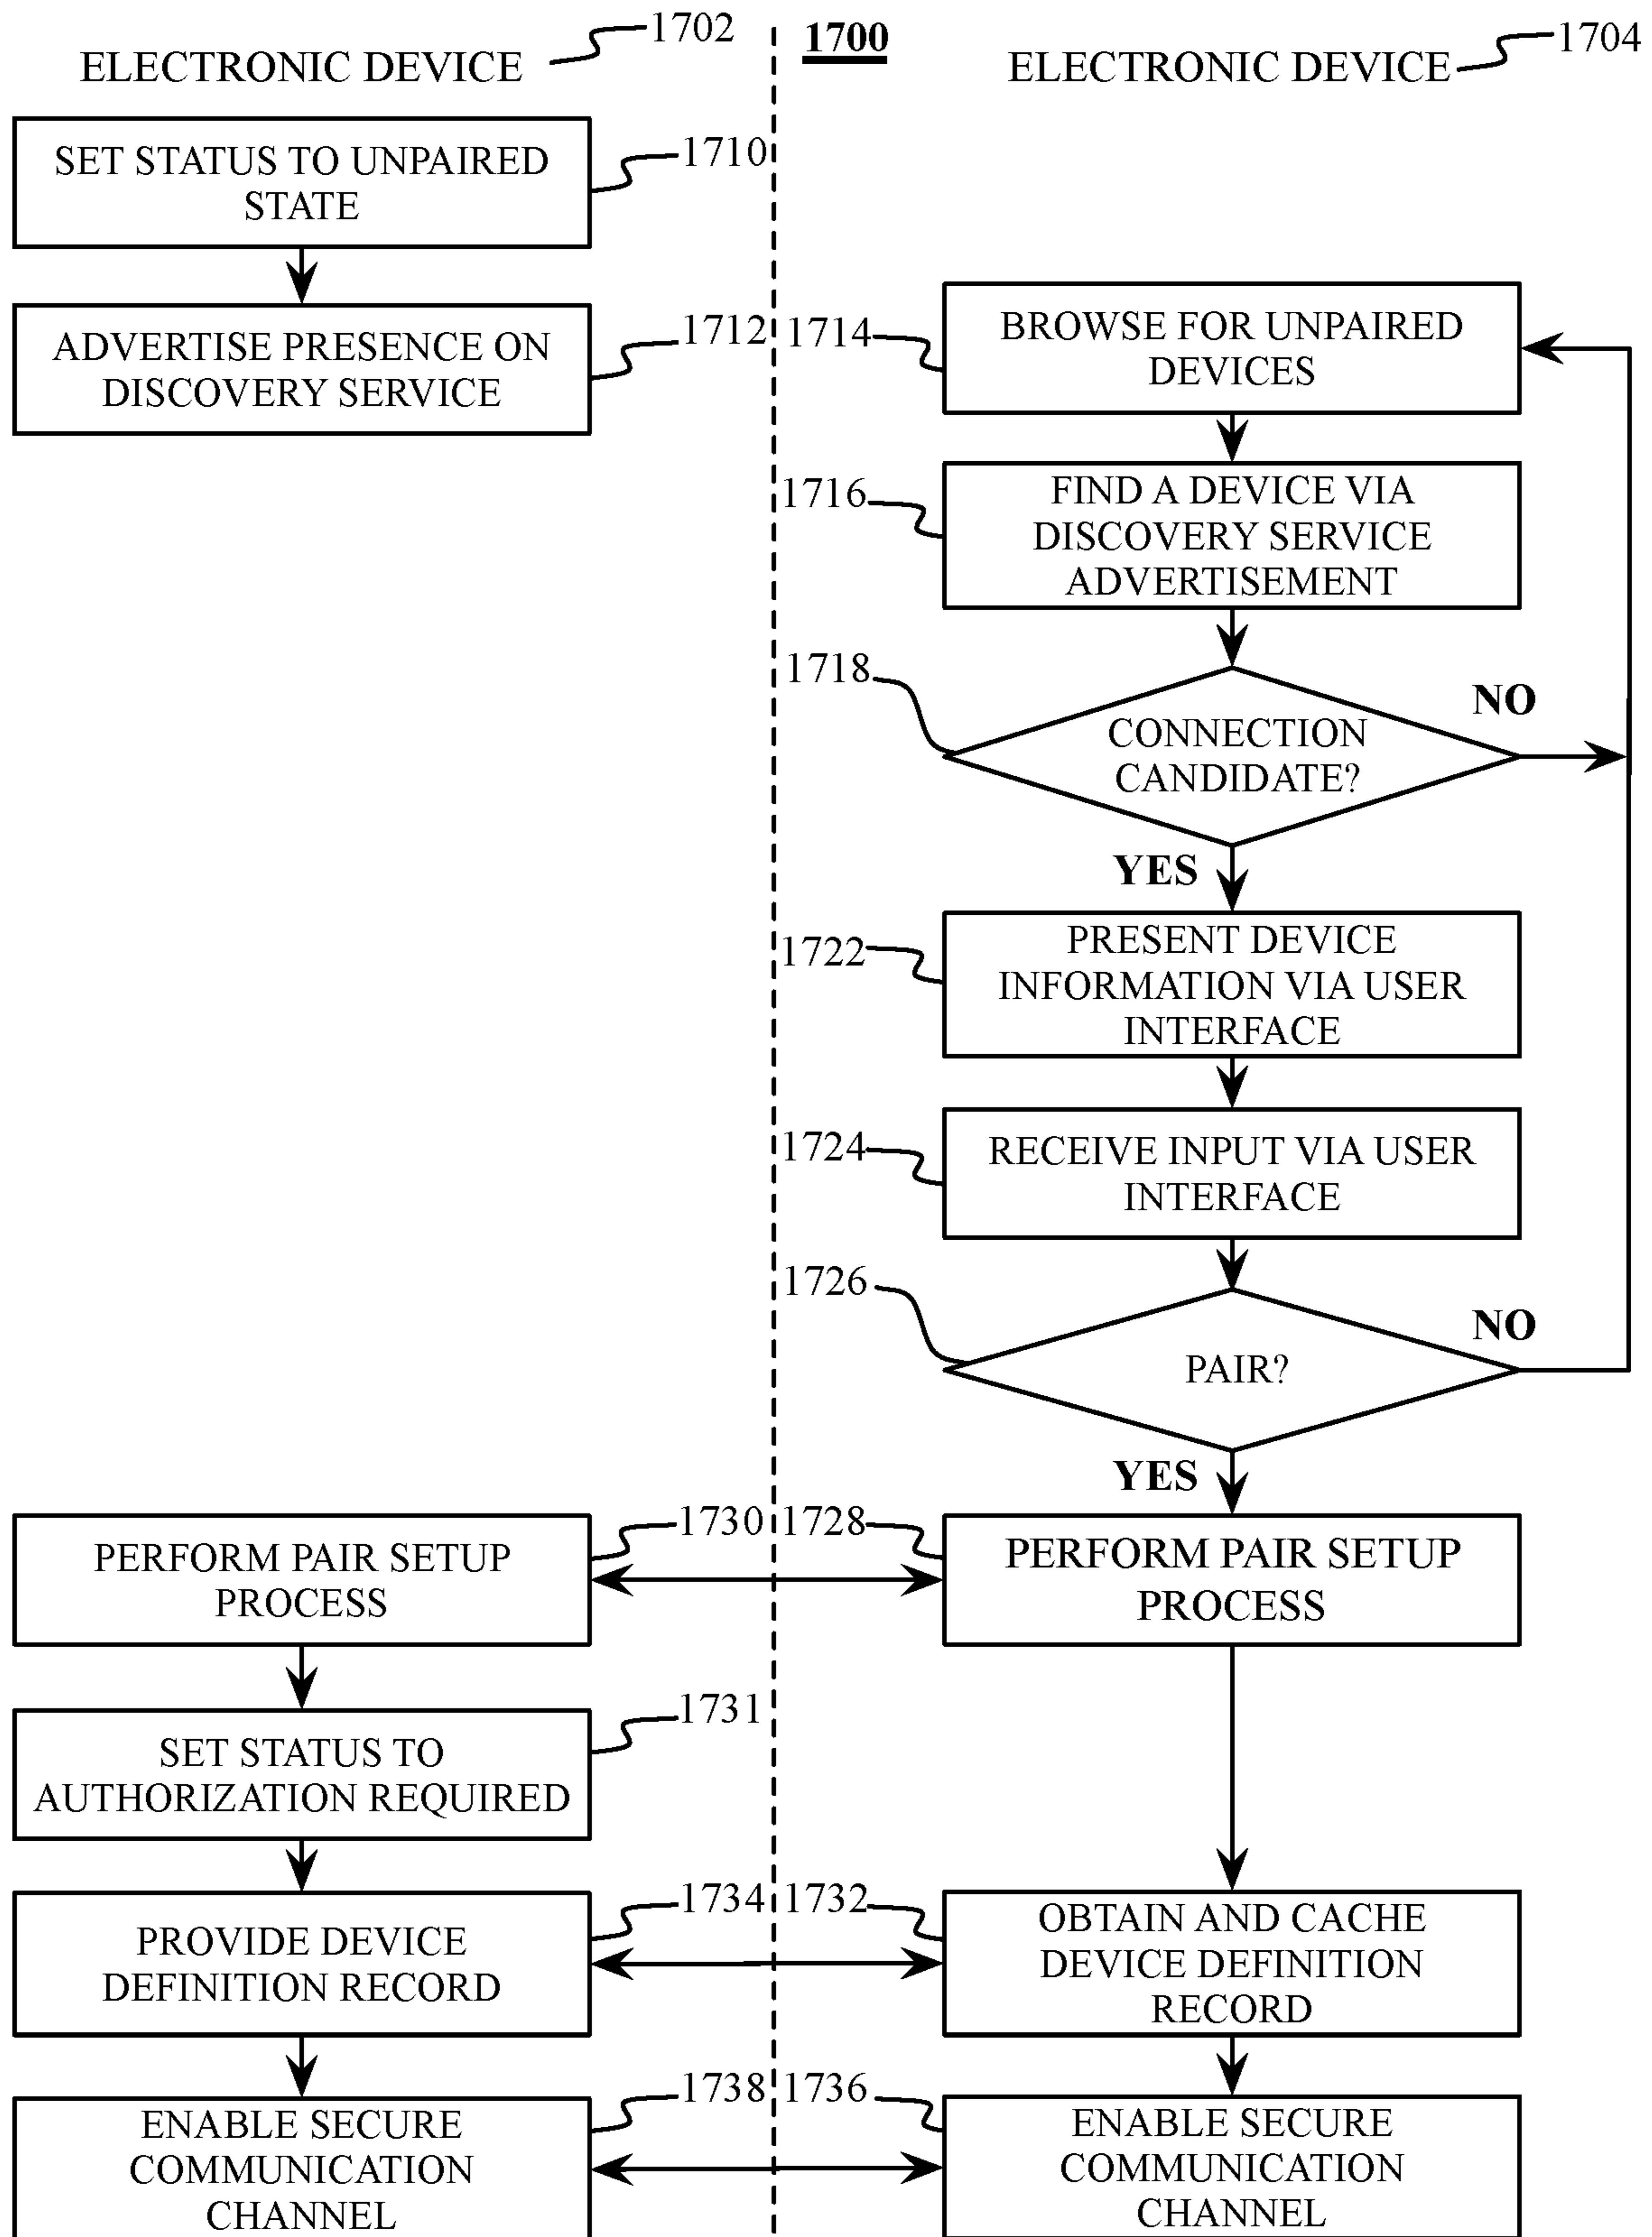 1702
1700
1704
ELECTRONIC DEVICE
ELECTRONIC DEVICE
SET STATUS TO UNPAIRED
STATE
1710
ADVERTISE PRESENCE ON
DISCOVERY SERVICE
1712
1714
BROWSE FOR UNPAIRED
DEVICES
1716
FIND A DEVICE VIA
DISCOVERY SERVICE
ADVERTISEMENT
1718
CONNECTION
CANDIDATE?
NO
YES
1722
PRESENT DEVICE
INFORMATION VIA USER
INTERFACE
1724
RECEIVE INPUT VIA USER
INTERFACE
1726
PAIR?
NO
YES
1730
1728
PERFORM PAIR SETUP
PROCESS
PERFORM PAIR SETUP
PROCESS
1731
SET STATUS TO
AUTHORIZATION REQUIRED
1734
1732
PROVIDE DEVICE
DEFINITION RECORD
OBTAIN AND CACHE
DEVICE DEFINITION
RECORD
1738
1736
ENABLE SECURE
COMMUNICATION
CHANNEL
ENABLE SECURE
COMMUNICATION
CHANNEL